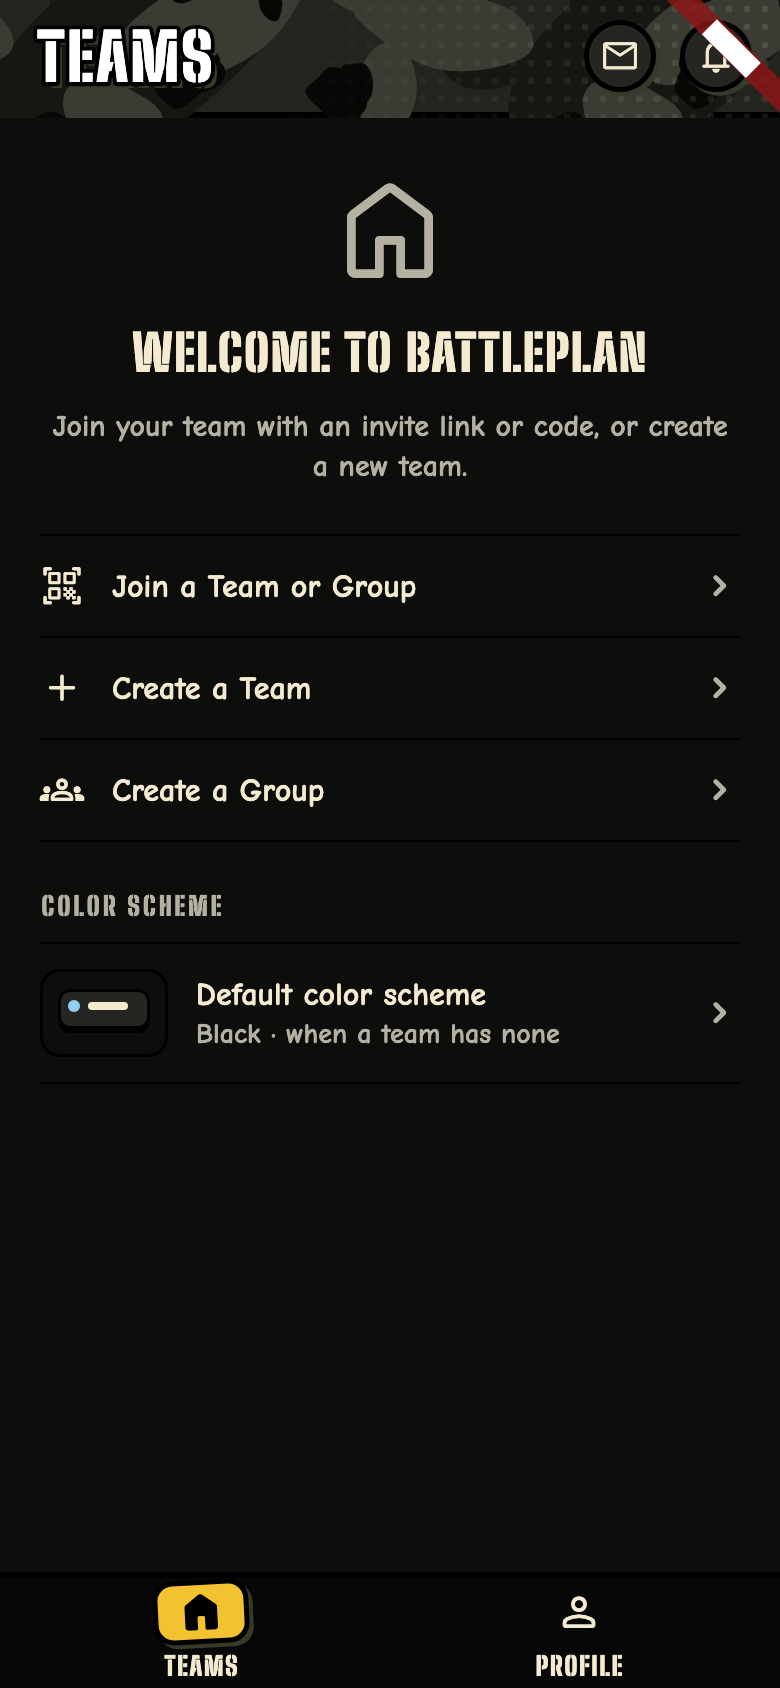 TEAMS
WELCOME TO BATTLEPLAN
Join your team with an invite link or code, or create
a new team.
Join a Team or Group
Create a Team
Create a Group
COLOR SCHEME
Default color scheme
Black · when a team has none
TEAMS
PROFILE